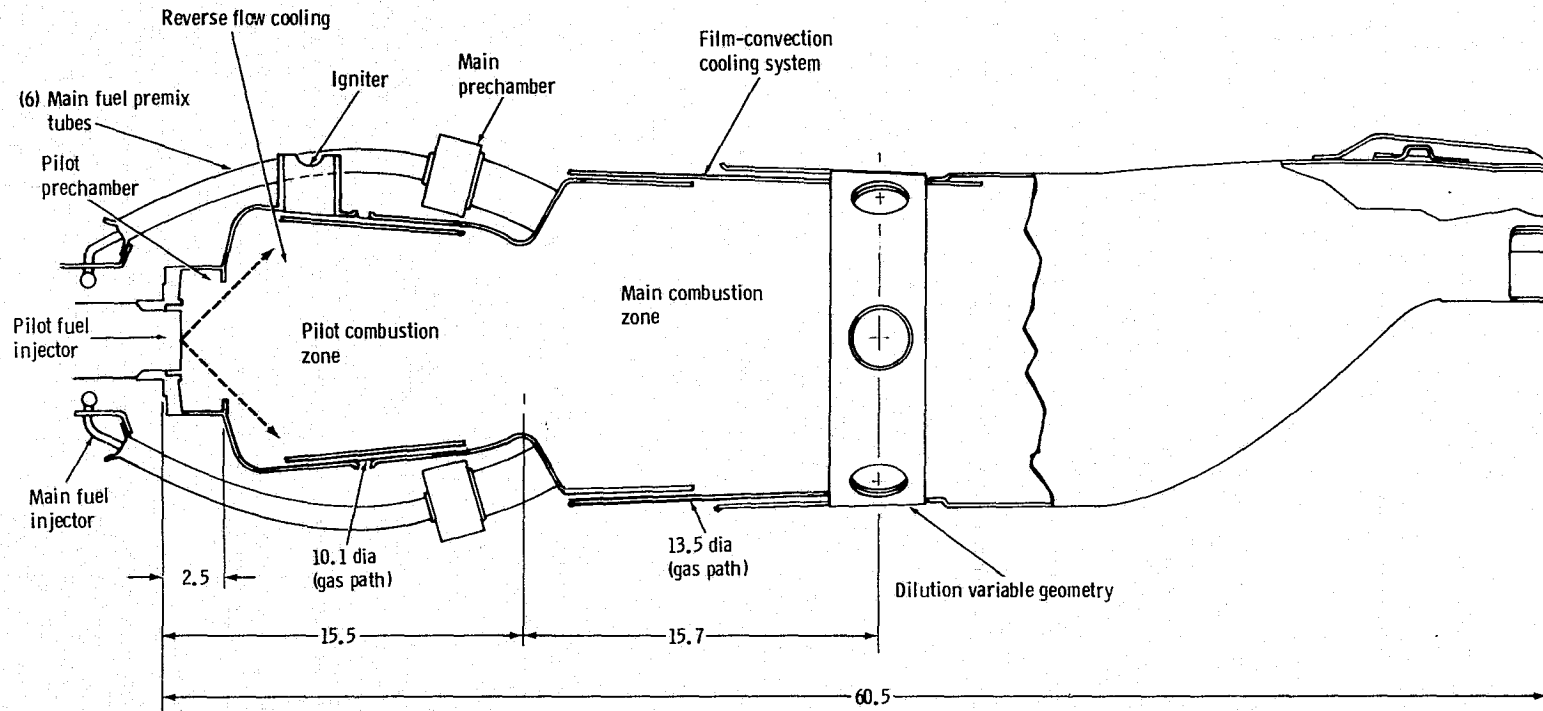 Reverse flow cooling
Igniter
Main
prechamber
Film-convection
cooling system
(6) Main fuel premix
tubes
Pilot
prechamber
Pilot fuel
injector
Pilot combustion
zone
Main combustion
zone
Main fuel
injector
10.1 dia
(gas path)
13.5 dia
(gas path)
Dilution variable geometry
2.5
15.5
15.7
60.5